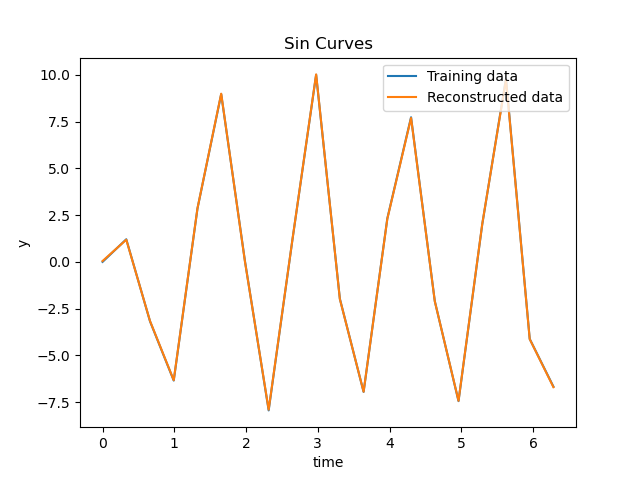 Sin Curves
Training data
Reconstructed data
10.0
7.5
5.0
2.5
0.0
−2.5
−5.0
−7.5
y
0 1 2 3 4 5 6
time